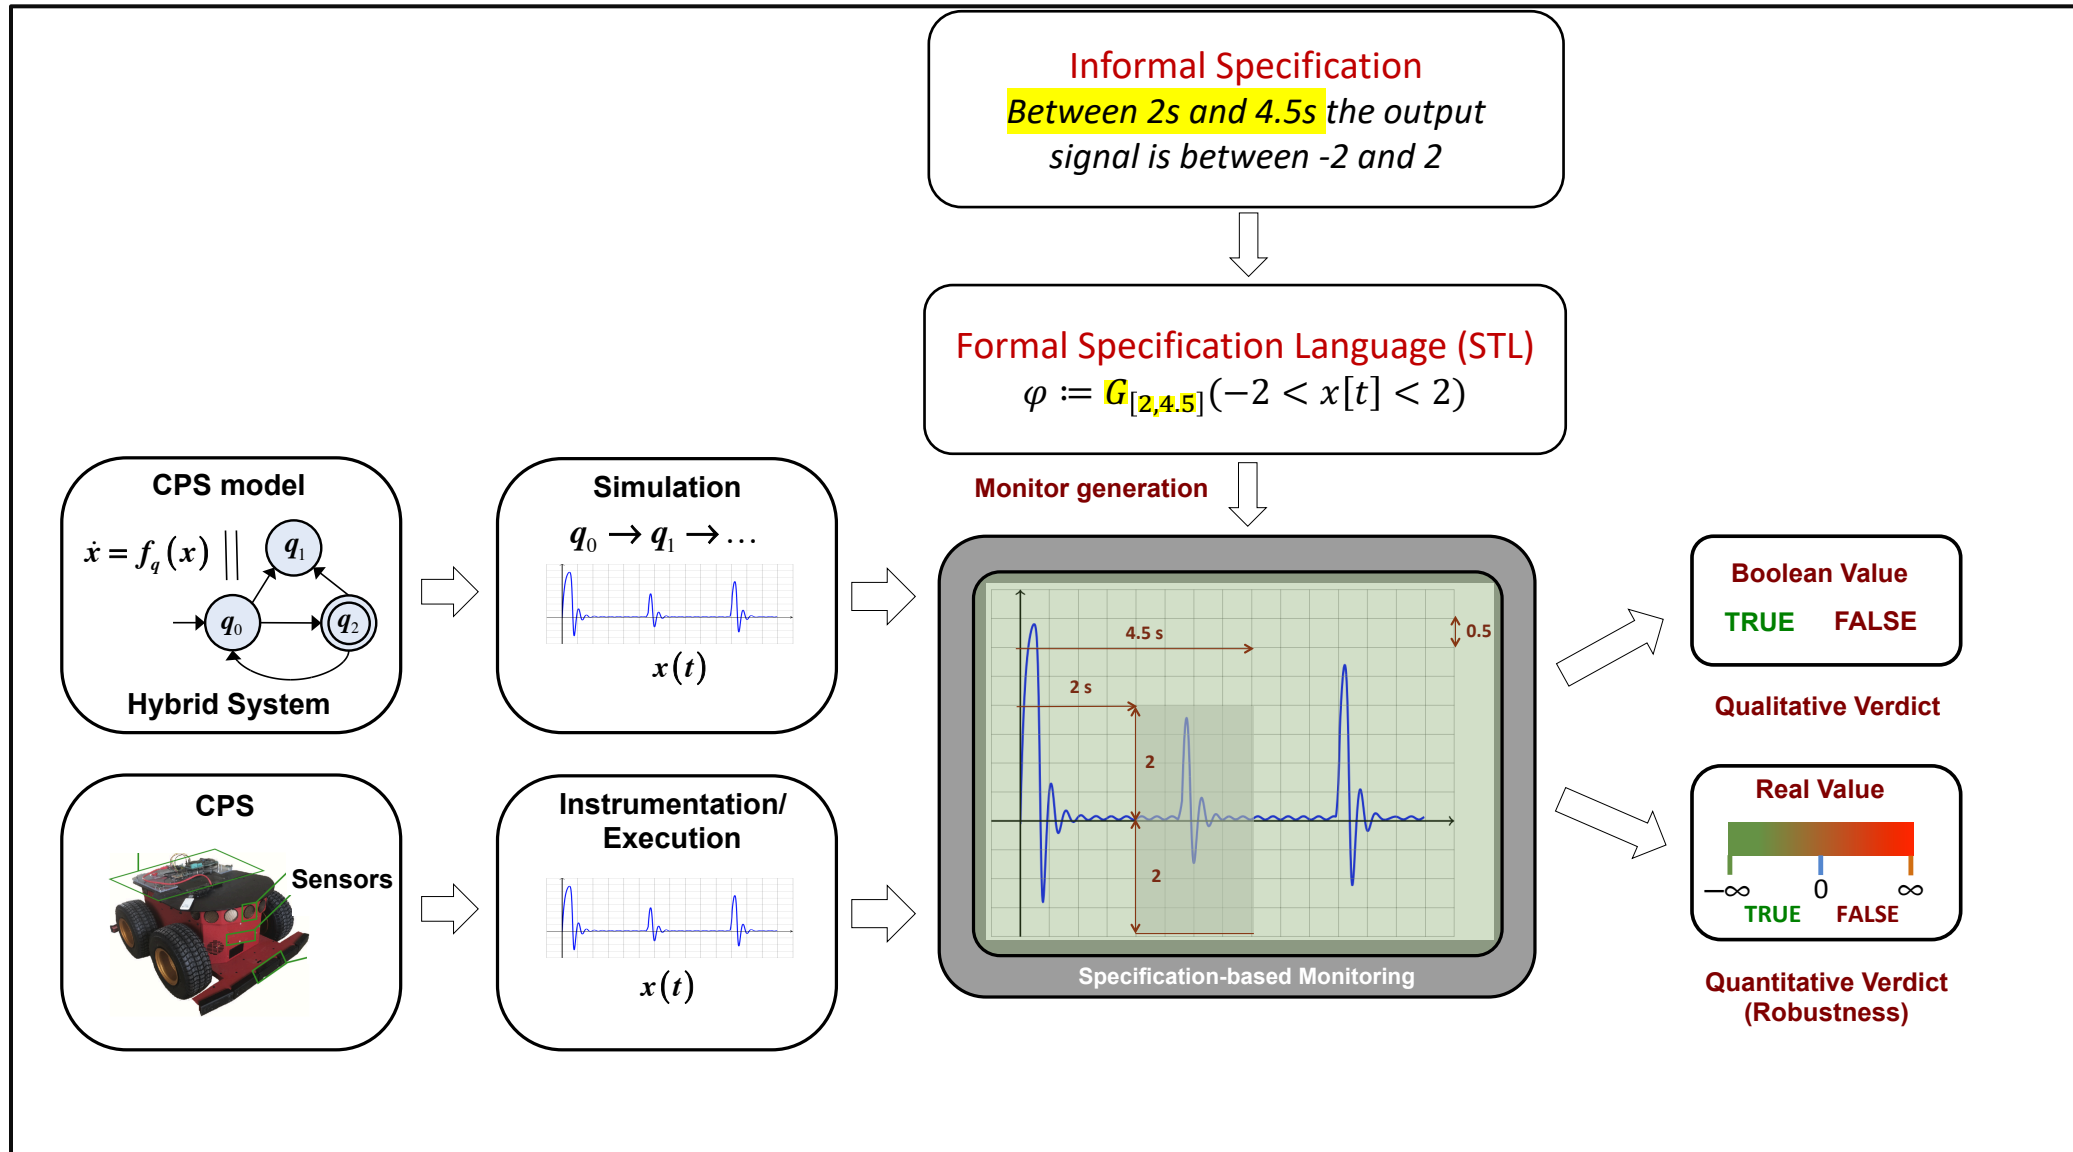 Informal Specification
Between 2s and 4.5s the output
signal is between -2 and 2
Formal Specification Language (STL)
φ ≔ G[2,4.5](−2 < x[t] < 2)
Monitor generation
CPS model
ẋ = f_q(x) ||
q₁
q₀
q₂
Hybrid System
Simulation
q₀ → q₁ → …
x(t)
CPS
Sensors
Instrumentation/
Execution
x(t)
4.5 s
0.5
2 s
2
2
Specification-based Monitoring
Boolean Value
TRUE FALSE
Qualitative Verdict
Real Value
−∞ 0 ∞
TRUE FALSE
Quantitative Verdict
(Robustness)